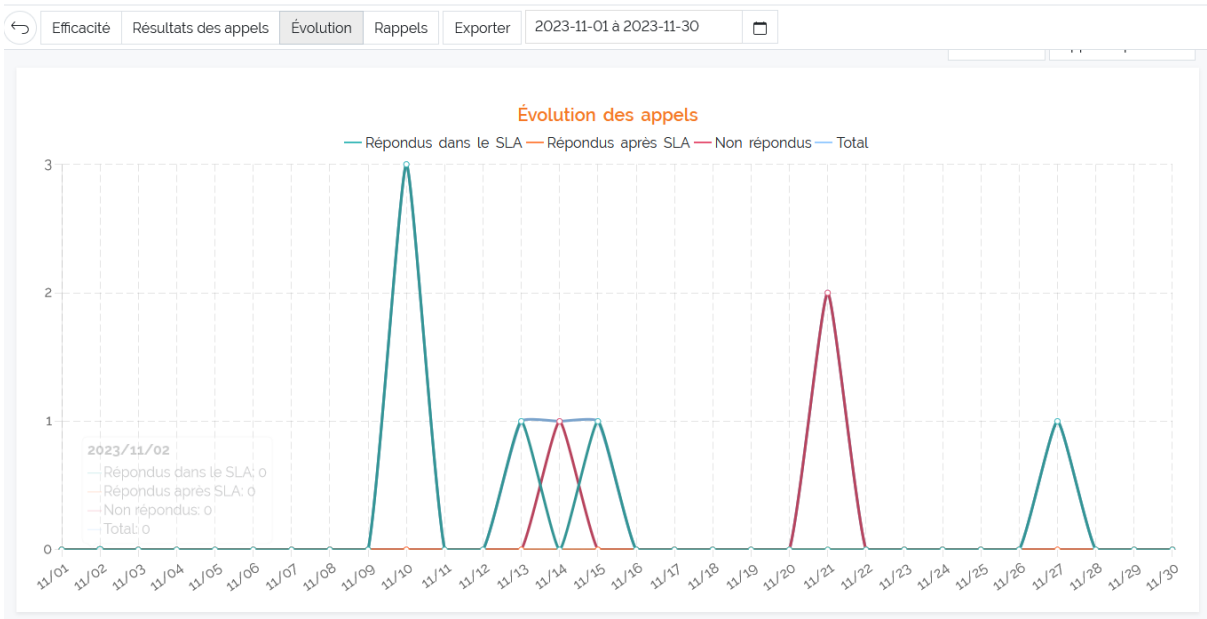 Efficacité Résultats des appels Évolution Rappels Exporter 2023-11-01 à 2023-11-30
Évolution des appels
Répondus dans le SLA Répondus après SLA Non répondus Total
3
2
1
2023/11/02
Répondus dans le SLA: 0
Répondus après SLA: 0
Non répondus: 0
Total: 0
0
11/01 11/02 11/03 11/04 11/05 11/06 11/07 11/08 11/09 11/10 11/11 11/12 11/13 11/14 11/15 11/16 11/17 11/18 11/19 11/20 11/21 11/22 11/23 11/24 11/25 11/26 11/27 11/28 11/29 11/30